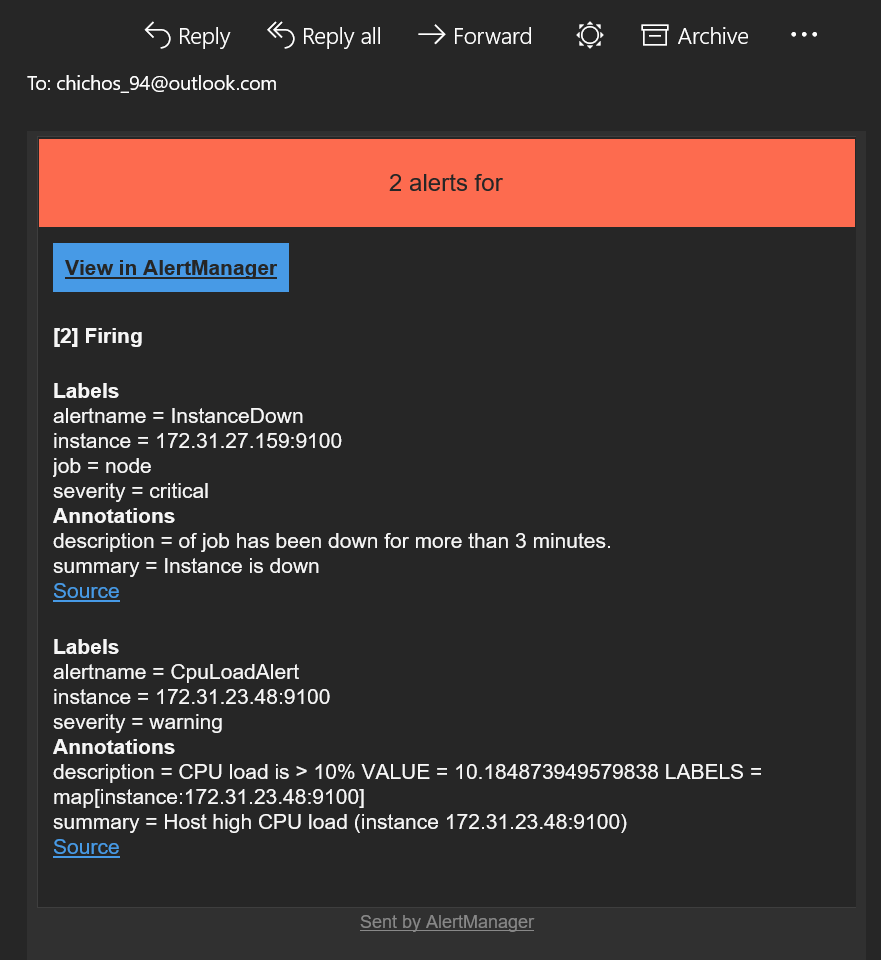 Reply Reply all Forward Archive
To: chichos_94@outlook.com
2 alerts for
View in AlertManager
[2] Firing
Labels
alertname = InstanceDown
instance = 172.31.27.159:9100
job = node
severity = critical
Annotations
description = of job has been down for more than 3 minutes.
summary = Instance is down
Source
Labels
alertname = CpuLoadAlert
instance = 172.31.23.48:9100
severity = warning
Annotations
description = CPU load is > 10% VALUE = 10.184873949579838 LABELS =
map[instance:172.31.23.48:9100]
summary = Host high CPU load (instance 172.31.23.48:9100)
Source
Sent by AlertManager